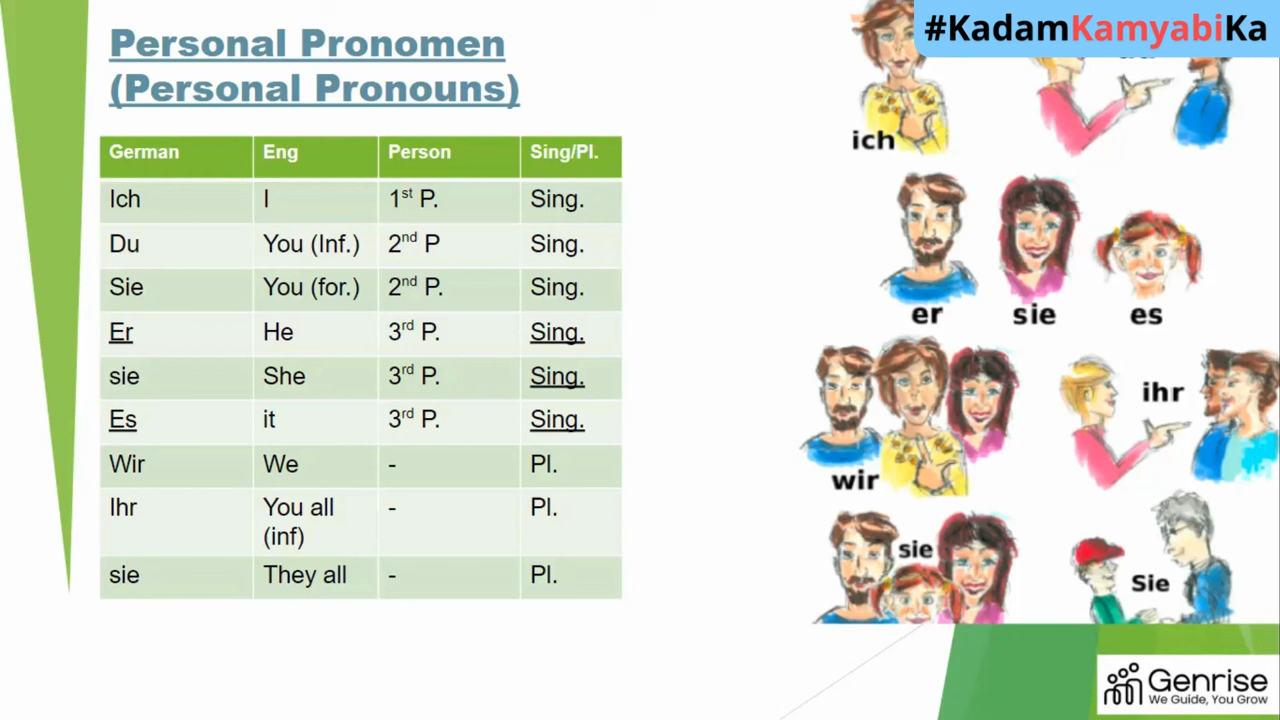 #KadamKamyabiKa
Personal Pronomen
(Personal Pronouns)
German Eng Person Sing/Pl.
Ich I 1st P. Sing.
Du You (Inf.) 2nd P Sing.
Sie You (for.) 2nd P. Sing.
Er He 3rd P. Sing.
sie She 3rd P. Sing.
Es it 3rd P. Sing.
Wir We - Pl.
Ihr You all - Pl.
(inf)
sie They all - Pl.
ich
er sie es
wir
ihr
sie
Sie
Genrise
We Guide, You Grow